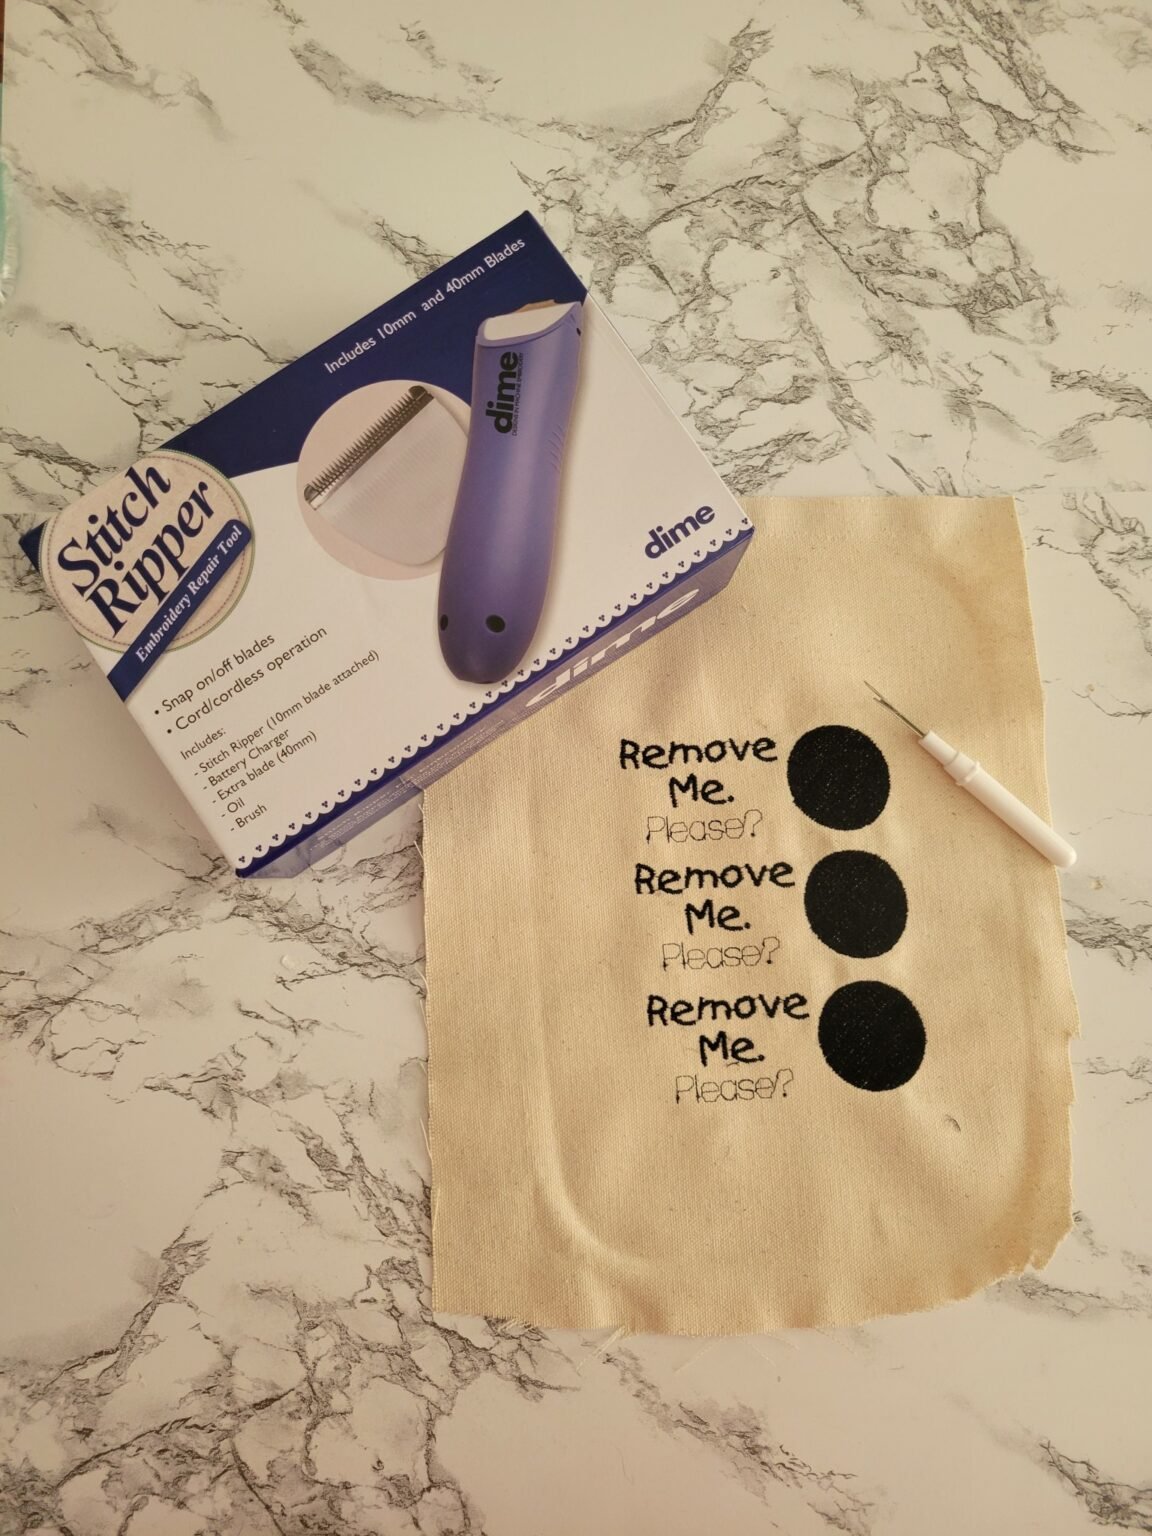 Includes 10mm and 40mm Blades
dime
Stitch
Ripper
Embroidery Repair Tool
dime
• Snap on/off blades
• Cord/cordless operation
Includes:
- Stitch Ripper (10mm blade attached)
- Battery Charger
- Extra blade (40mm)
- Oil
- Brush
dime
Remove
Me.
Please?
Remove
Me.
Please?
Remove
Me.
Please?